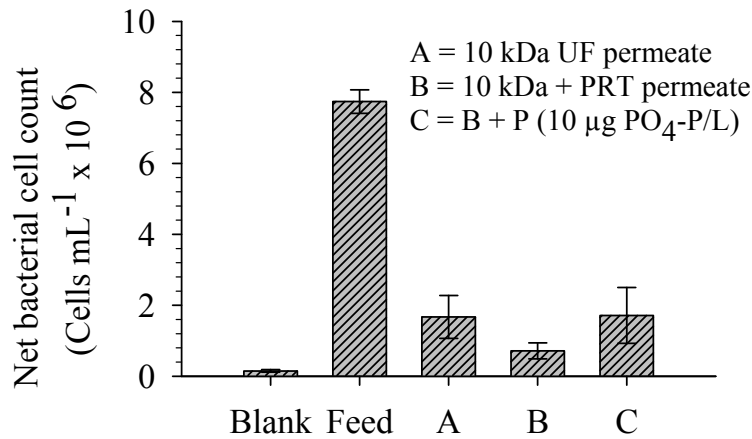 10
8
6
4
2
0
Net bacterial cell count
(Cells mL-1 x 10 6)
A = 10 kDa UF permeate
B = 10 kDa + PRT permeate
C = B + P (10 µg PO4-P/L)
Blank Feed A B C